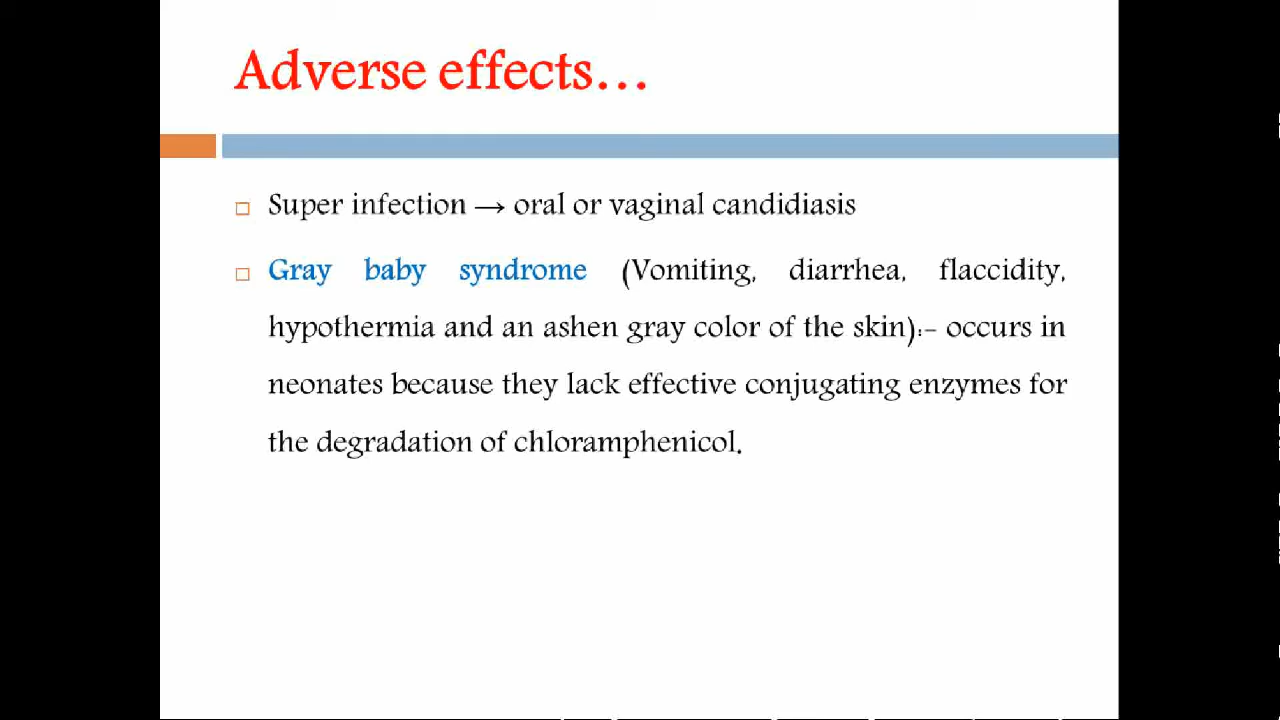 Adverse effects...
Super infection → oral or vaginal candidiasis
Gray baby syndrome (Vomiting, diarrhea, flaccidity,
hypothermia and an ashen gray color of the skin):- occurs in
neonates because they lack effective conjugating enzymes for
the degradation of chloramphenicol.